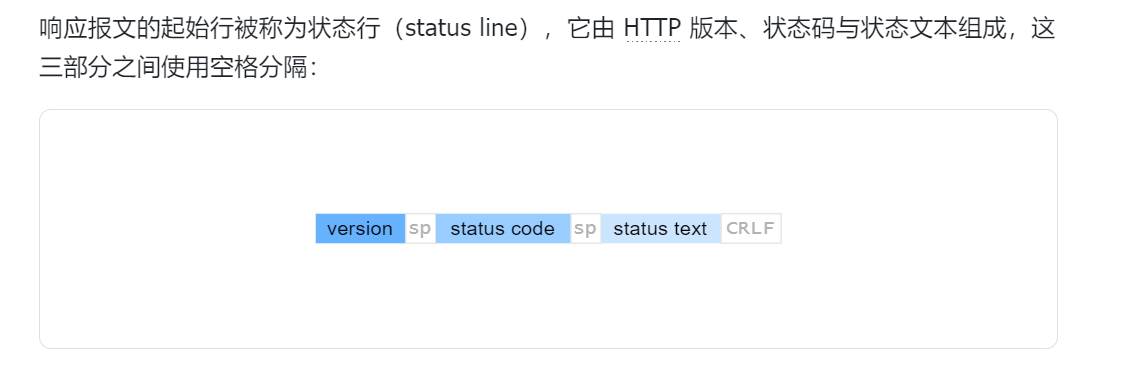 响应报文的起始行被称为状态行（status line），它由 HTTP 版本、状态码与状态文本组成，这
三部分之间使用空格分隔：
version sp status code sp status text CRLF